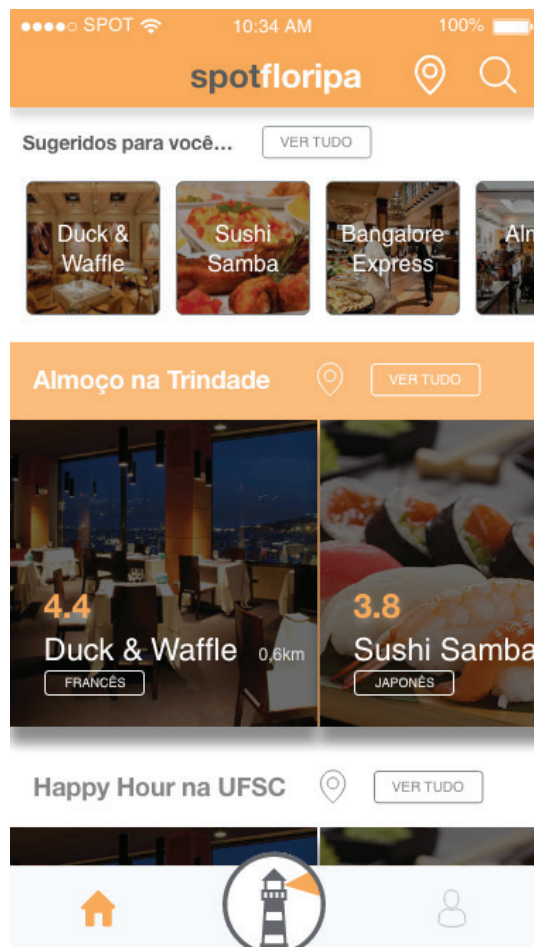 SPOT 10:34 AM 100%
spotfloripa
Sugeridos para você... VER TUDO
Duck &
Waffle
Sushi
Samba
Bangalore
Express
Alm
Almoço na Trindade VER TUDO
4.4
Duck & Waffle 0,6km
FRANCÊS
3.8
Sushi Samba
JAPONÊS
Happy Hour na UFSC VER TUDO